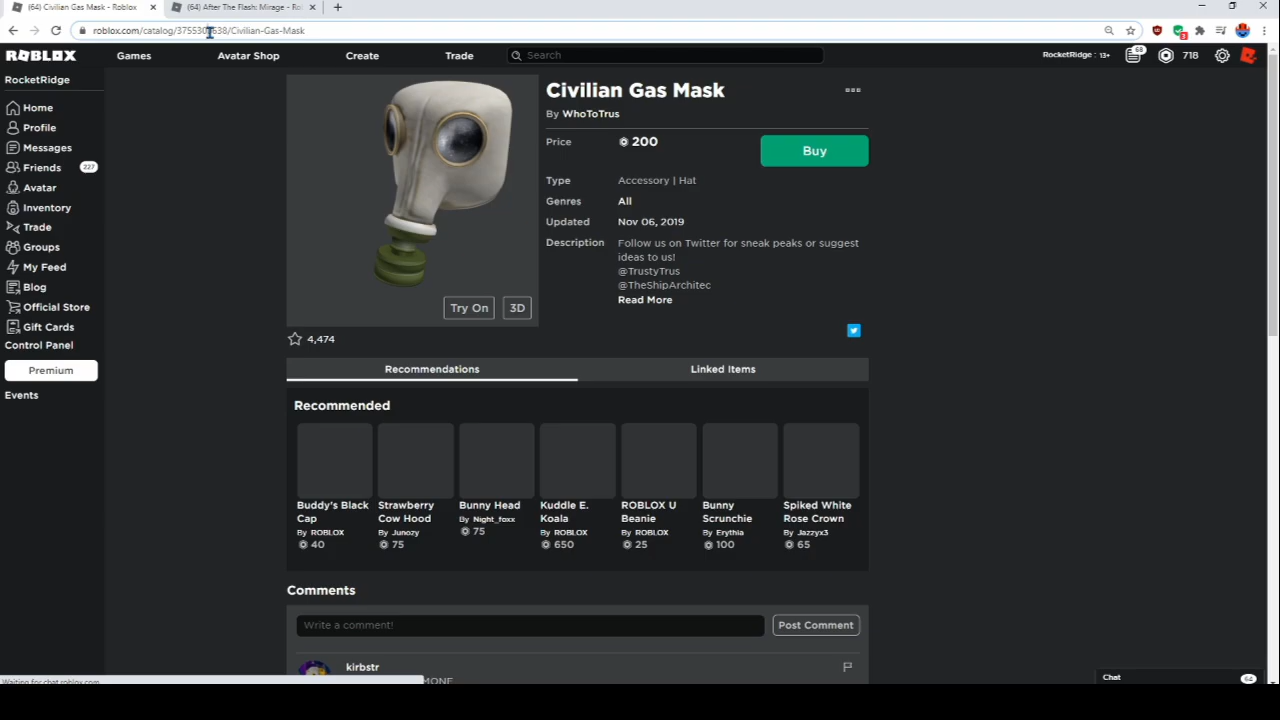 (64) Civilian Gas Mask - Roblox
(64) After The Flash: Mirage - Ro
Civilian-Gas-Mask
ROBLOX
Games
Avatar Shop
Create
Trade
Search
RocketRidge : 13+
68
718
RocketRidge
Home
Profile
Messages
Friends
227
Avatar
Inventory
Trade
Groups
My Feed
Blog
Official Store
Gift Cards
Control Panel
Premium
Events
Try On
3D
4,474
Civilian Gas Mask
By WhoToTrus
Price
200
Buy
Type
Accessory | Hat
Genres
All
Updated
Nov 06, 2019
Description
Follow us on Twitter for sneak peaks or suggest
ideas to us!
@TrustyTrus
@TheShipArchitec
Read More
Recommendations
Linked Items
Recommended
Buddy's Black
Cap
By ROBLOX
40
Strawberry
Cow Hood
By Junozy
75
Bunny Head
By Night_foxx
75
Kuddle E.
Koala
By ROBLOX
650
ROBLOX U
Beanie
By ROBLOX
25
Bunny
Scrunchie
By Erythia
100
Spiked White
Rose Crown
By Jazzyx3
65
Comments
Write a comment!
Post Comment
kirbstr
Waiting for chat.roblox.com
Chat
64